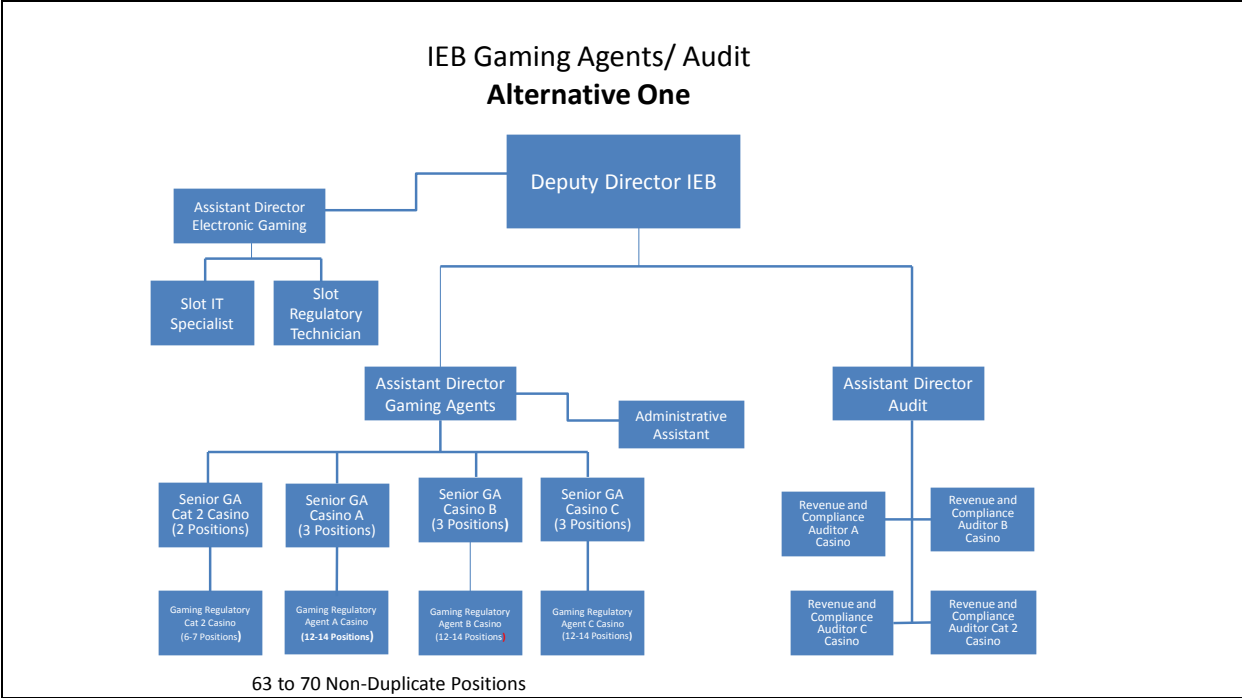 IEB Gaming Agents/ Audit
Alternative One
Deputy Director IEB
Assistant Director
Electronic Gaming
Slot IT
Specialist
Slot
Regulatory
Technician
Assistant Director
Gaming Agents
Administrative
Assistant
Assistant Director
Audit
Senior GA
Cat 2 Casino
(2 Positions)
Senior GA
Casino A
(3 Positions)
Senior GA
Casino B
(3 Positions)
Senior GA
Casino C
(3 Positions)
Gaming Regulatory
Cat 2 Casino
(6-7 Positions)
Gaming Regulatory
Agent A Casino
(12-14 Positions)
Gaming Regulatory
Agent B Casino
(12-14 Positions)
Gaming Regulatory
Agent C Casino
(12-14 Positions)
Revenue and
Compliance
Auditor A
Casino
Revenue and
Compliance
Auditor B
Casino
Revenue and
Compliance
Auditor C
Casino
Revenue and
Compliance
Auditor Cat 2
Casino
63 to 70 Non-Duplicate Positions